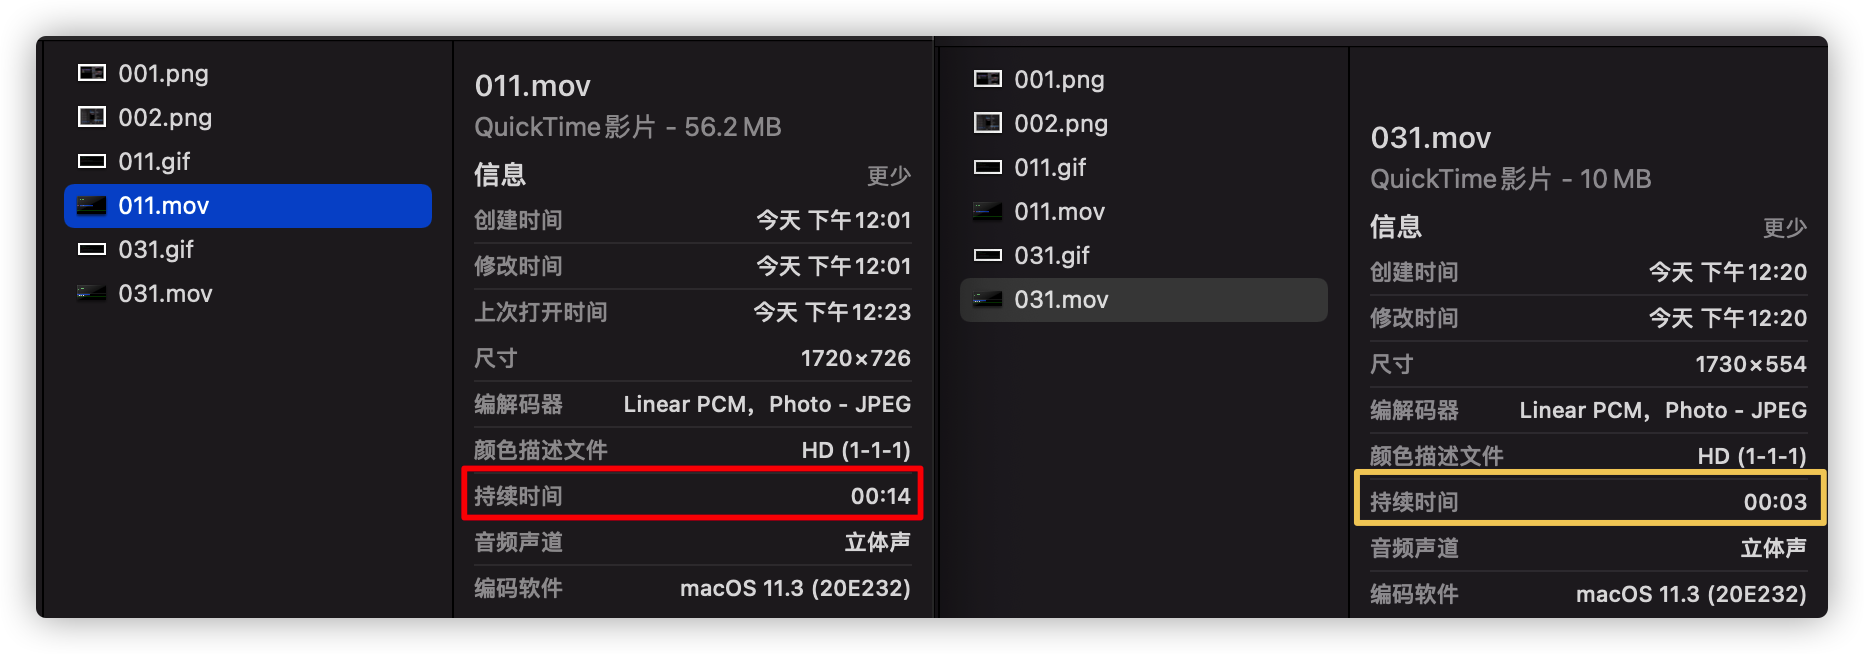 001.png
002.png
011.gif
011.mov
031.gif
031.mov
011.mov
QuickTime影片 - 56.2 MB
信息 更少
创建时间 今天 下午12:01
修改时间 今天 下午12:01
上次打开时间 今天 下午12:23
尺寸 1720×726
编解码器 Linear PCM，Photo - JPEG
颜色描述文件 HD (1-1-1)
持续时间 00:14
音频声道 立体声
编码软件 macOS 11.3 (20E232)
001.png
002.png
011.gif
011.mov
031.gif
031.mov
031.mov
QuickTime影片 - 10 MB
信息 更少
创建时间 今天 下午12:20
修改时间 今天 下午12:20
尺寸 1730×554
编解码器 Linear PCM，Photo - JPEG
颜色描述文件 HD (1-1-1)
持续时间 00:03
音频声道 立体声
编码软件 macOS 11.3 (20E232)